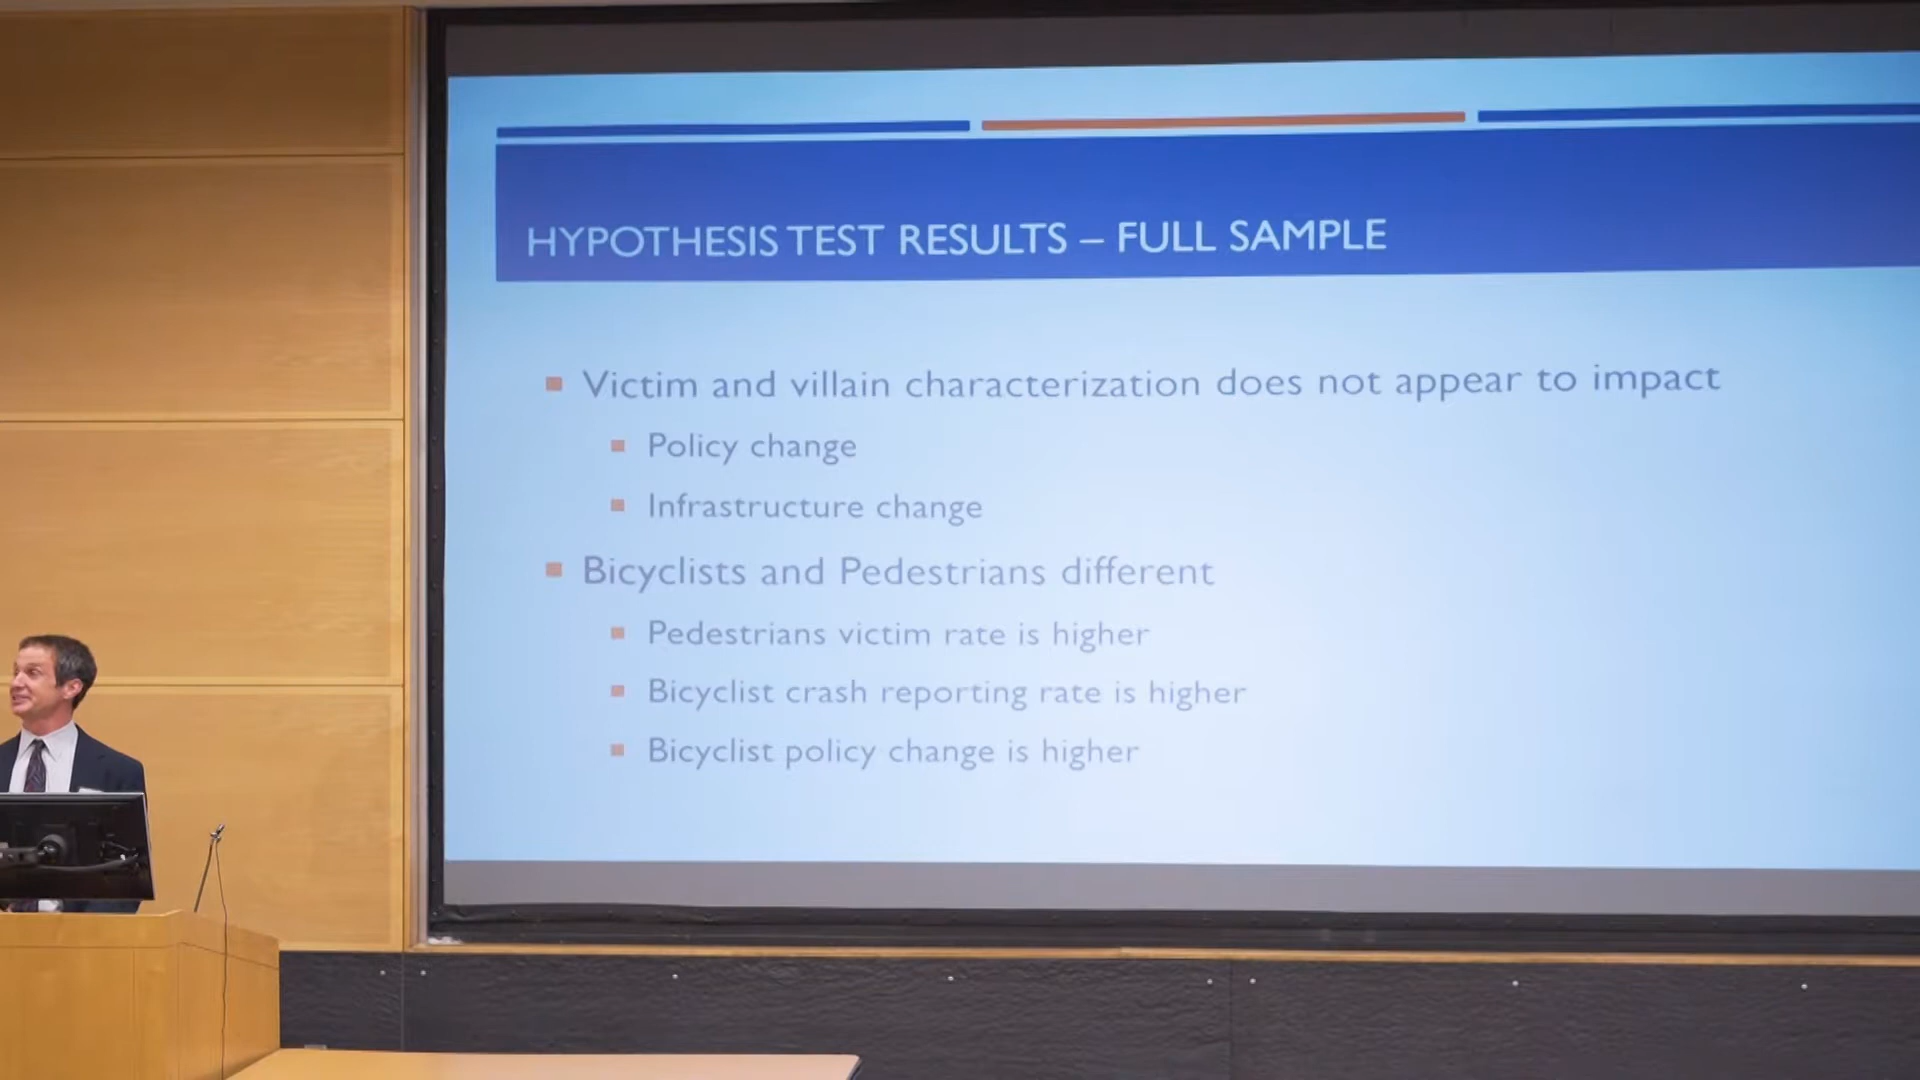 HYPOTHESIS TEST RESULTS – FULL SAMPLE
Victim and villain characterization does not appear to impact
Policy change
Infrastructure change
Bicyclists and Pedestrians different
Pedestrians victim rate is higher
Bicyclist crash reporting rate is higher
Bicyclist policy change is higher